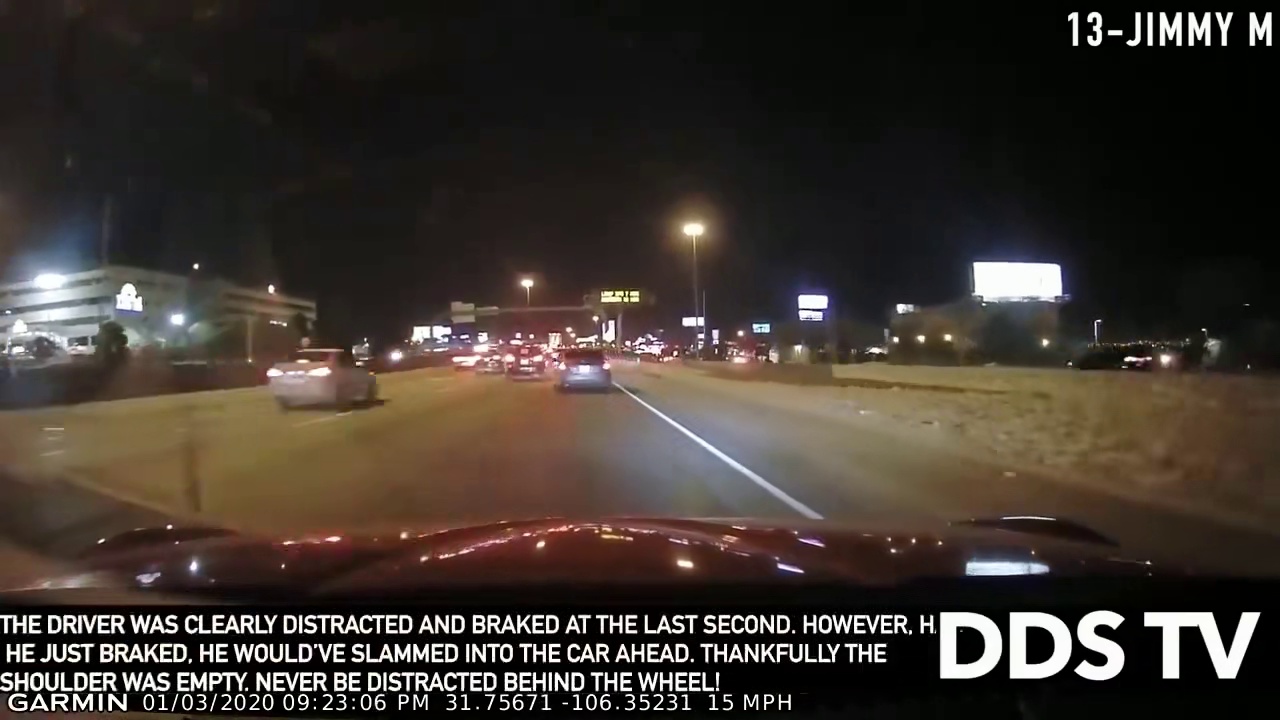 13-JIMMY M
THE DRIVER WAS CLEARLY DISTRACTED AND BRAKED AT THE LAST SECOND. HOWEVER, H
HE JUST BRAKED, HE WOULD'VE SLAMMED INTO THE CAR AHEAD. THANKFULLY THE
SHOULDER WAS EMPTY. NEVER BE DISTRACTED BEHIND THE WHEEL!
DDS TV
GARMIN 01/03/2020 09:23:06 PM 31.75671 -106.35231 15 MPH